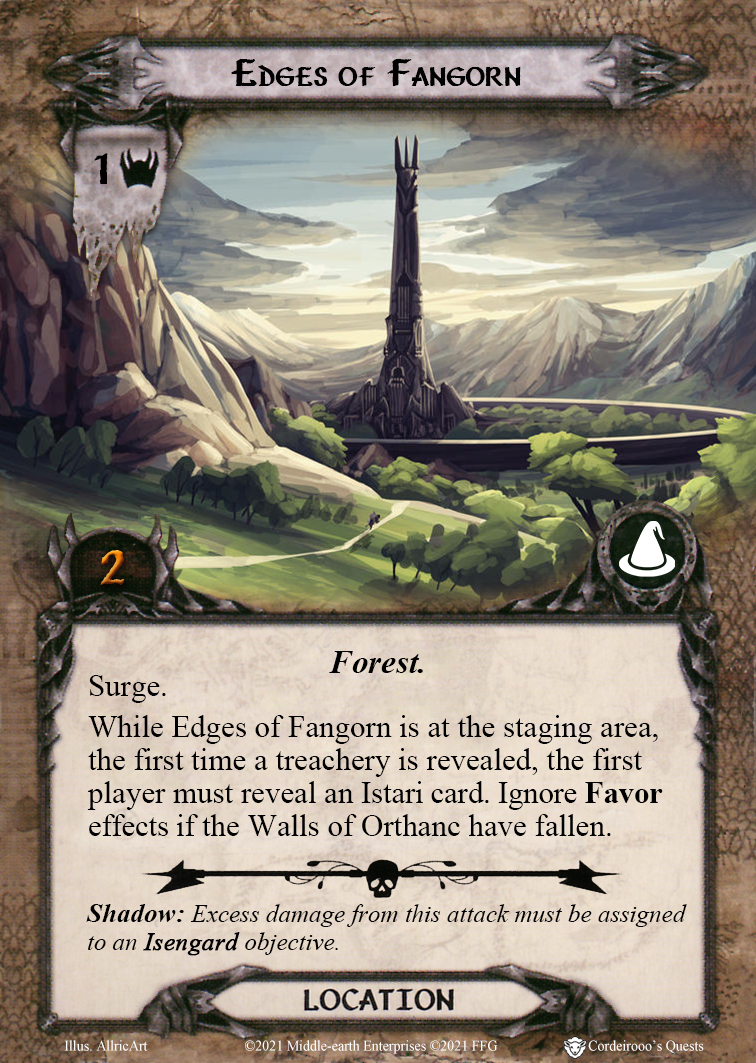 Edges of Fangorn
1
2
Forest.
Surge.
While Edges of Fangorn is at the staging area,
the first time a treachery is revealed, the first
player must reveal an Istari card. Ignore Favor
effects if the Walls of Orthanc have fallen.
Shadow: Excess damage from this attack must be assigned
to an Isengard objective.
LOCATION
Illus. AllricArt ©2021 Middle-earth Enterprises ©2021 FFG Cordeirooo's Quests